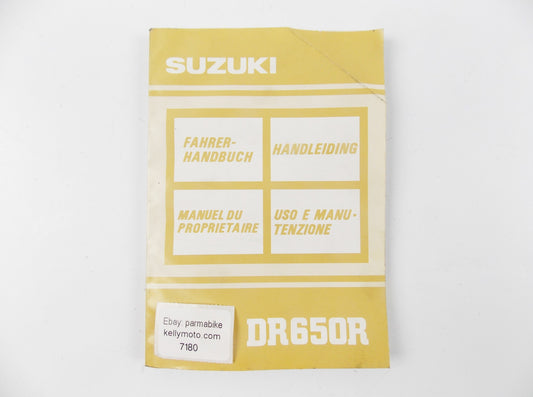 SUZUKI
FAHRER-
HANDBUCH
HANDLEIDING
MANUEL DU
PROPRIETAIRE
USO E MANU-
TENZIONE
Ebay: parmabike
kellymoto.com
7180
DR650R